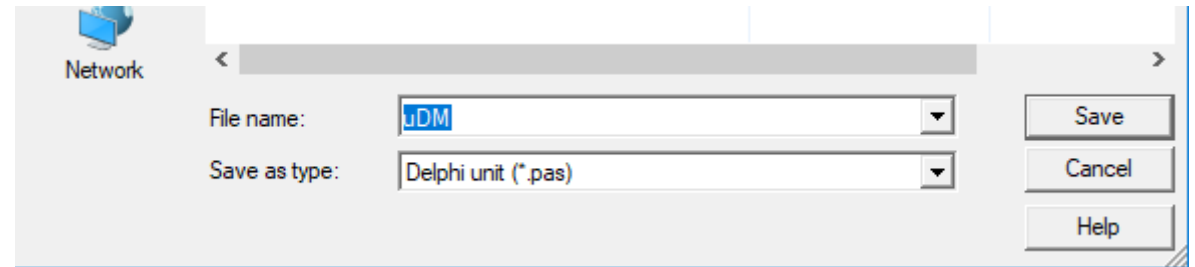 Network
File name:
uDM
Save
Save as type:
Delphi unit (*.pas)
Cancel
Help